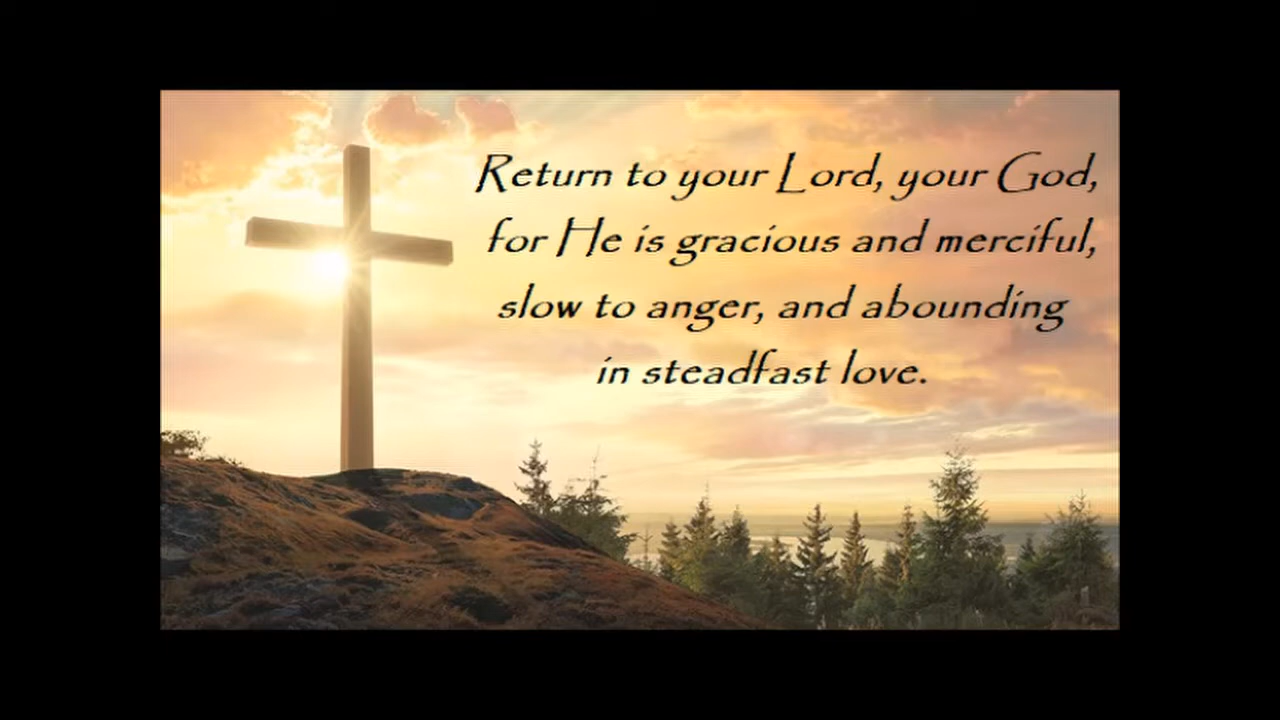 Return to your Lord, your God,
for He is gracious and merciful,
slow to anger, and abounding
in steadfast love.